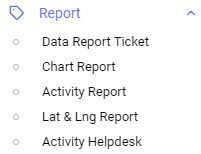 Report
Data Report Ticket
Chart Report
Activity Report
Lat & Lng Report
Activity Helpdesk